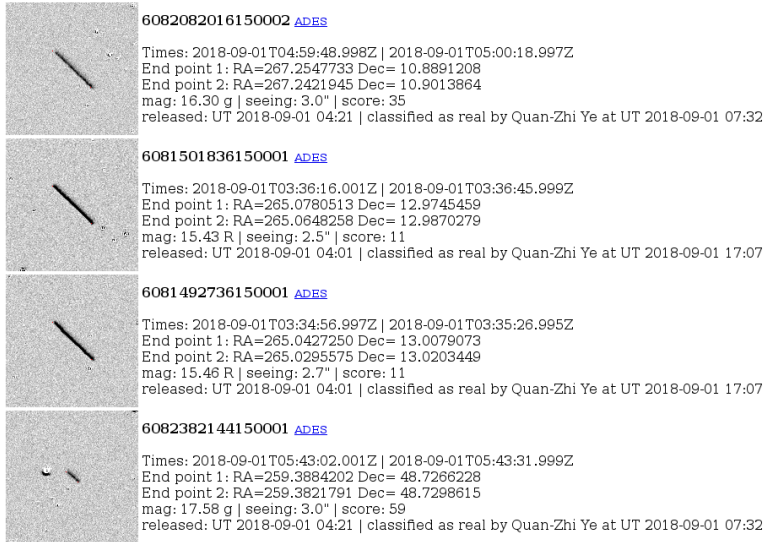 6082082016150002 ADES
Times: 2018-09-01T04:59:48.998Z | 2018-09-01T05:00:18.997Z
End point 1: RA=267.2547733 Dec= 10.8891208
End point 2: RA=267.2421945 Dec= 10.9013864
mag: 16.30 g | seeing: 3.0" | score: 35
released: UT 2018-09-01 04:21 | classified as real by Quan-Zhi Ye at UT 2018-09-01 07:32
6081501836150001 ADES
Times: 2018-09-01T03:36:16.001Z | 2018-09-01T03:36:45.999Z
End point 1: RA=265.0780513 Dec= 12.9745459
End point 2: RA=265.0648258 Dec= 12.9870279
mag: 15.43 R | seeing: 2.5" | score: 11
released: UT 2018-09-01 04:01 | classified as real by Quan-Zhi Ye at UT 2018-09-01 17:07
6081492736150001 ADES
Times: 2018-09-01T03:34:56.997Z | 2018-09-01T03:35:26.995Z
End point 1: RA=265.0427250 Dec= 13.0079073
End point 2: RA=265.0295575 Dec= 13.0203449
mag: 15.46 R | seeing: 2.7" | score: 11
released: UT 2018-09-01 04:01 | classified as real by Quan-Zhi Ye at UT 2018-09-01 17:07
6082382144150001 ADES
Times: 2018-09-01T05:43:02.001Z | 2018-09-01T05:43:31.999Z
End point 1: RA=259.3884202 Dec= 48.7266228
End point 2: RA=259.3821791 Dec= 48.7298615
mag: 17.58 g | seeing: 3.0" | score: 59
released: UT 2018-09-01 04:21 | classified as real by Quan-Zhi Ye at UT 2018-09-01 07:32